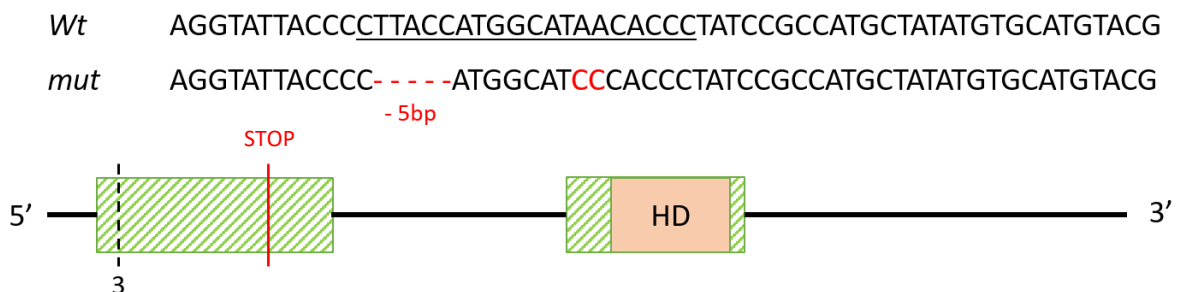 Wt AGGTATTACCCCTTACCATGGCATAACACCCTATCCGCCATGCTATATGTGCATGTACG
mut AGGTATTACCCC-----ATGGCATCCCACCCTATCCGCCATGCTATATGTGCATGTACG
- 5bp
STOP
5’ HD 3’
3